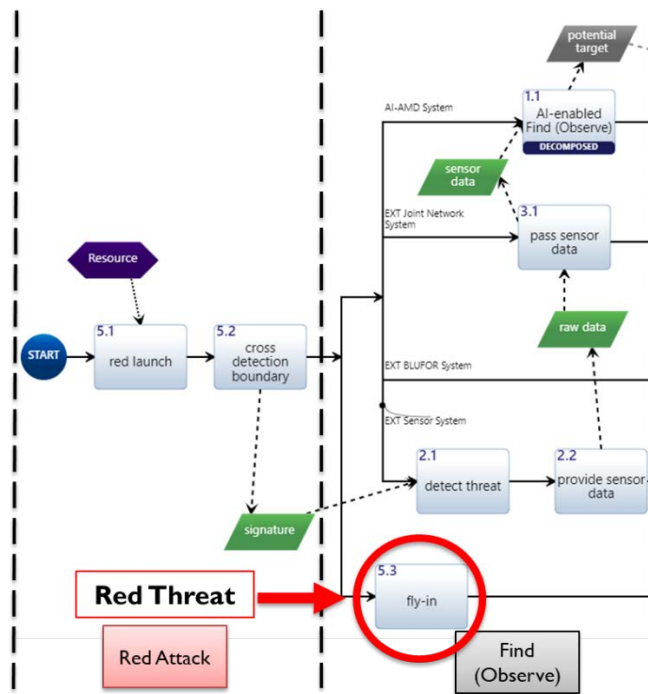 potential
target
1.1
AI-AMD System
AI-enabled
Find (Observe)
DECOMPOSED
sensor
data
EXT Joint Network
System
3.1
pass sensor
data
Resource
raw data
START
5.1
red launch
5.2
cross
detection
boundary
EXT BLUFOR System
EXT Sensor System
2.1
detect threat
2.2
provide sensor
data
signature
5.3
fly-in
Red Threat
Red Attack
Find
(Observe)